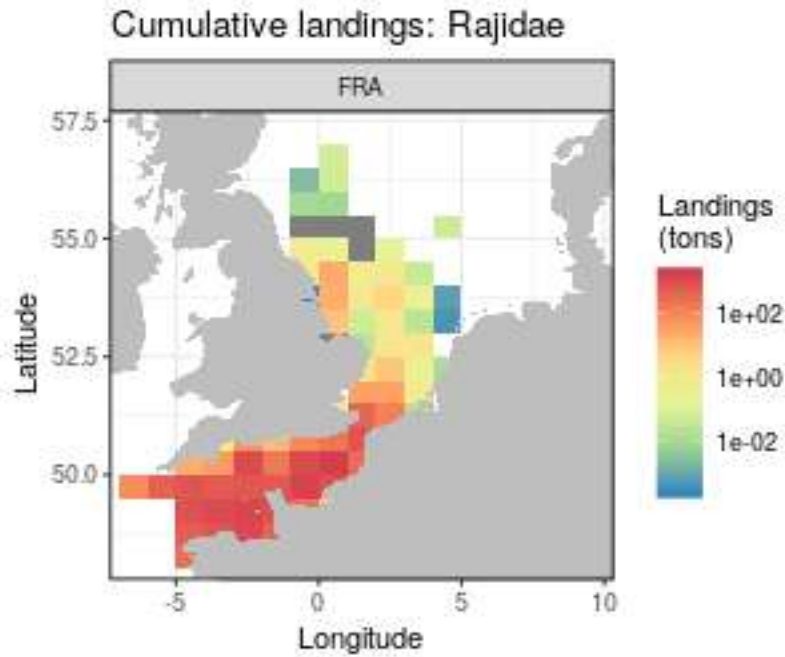 Cumulative landings: Rajidae
FRA
57.5
55.0
52.5
50.0
Latitude
-5
0
5
10
Longitude
Landings
(tons)
1e+02
1e+00
1e-02